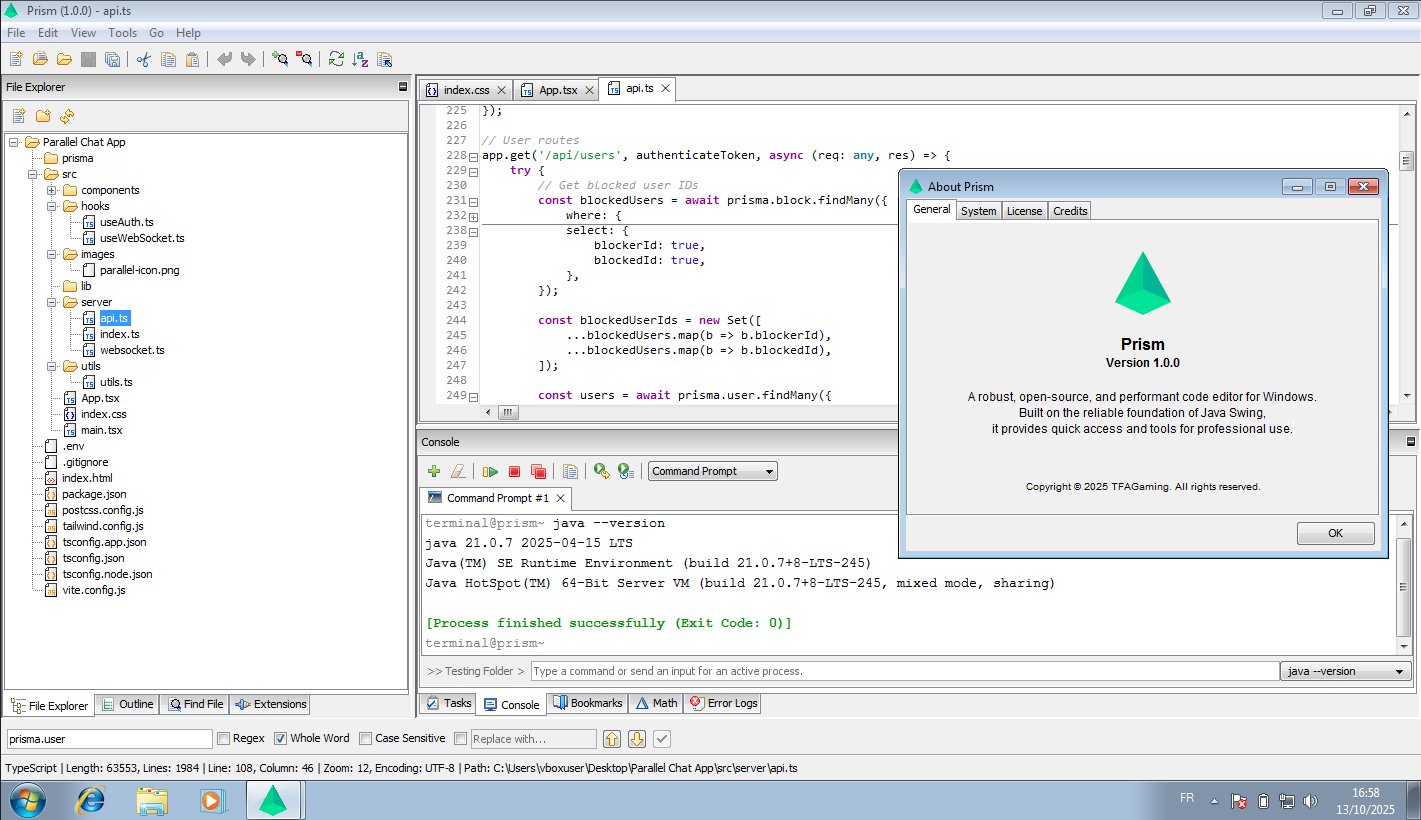 Prism (1.0.0) - api.ts
File Edit View Tools Go Help
File Explorer
Parallel Chat App
prisma
src
components
hooks
useAuth.ts
useWebSocket.ts
images
parallel-icon.png
lib
server
api.ts
index.ts
websocket.ts
utils
utils.ts
App.tsx
index.css
main.tsx
.env
.gitignore
index.html
package.json
postcss.config.js
tailwind.config.js
tsconfig.app.json
tsconfig.json
tsconfig.node.json
vite.config.js
File Explorer Outline Find File Extensions
index.css App.tsx api.ts
225 });
226
227 // User routes
228 app.get('/api/users', authenticateToken, async (req: any, res) => {
229 try {
230 // Get blocked user IDs
231 const blockedUsers = await prisma.block.findMany({
232 where: {
238 select: {
239 blockerId: true,
240 blockedId: true,
241 },
242 });
243
244 const blockedUserIds = new Set([
245 ...blockedUsers.map(b => b.blockerId),
246 ...blockedUsers.map(b => b.blockedId),
247 ]);
248
249 const users = await prisma.user.findMany({
About Prism
General System License Credits
Prism
Version 1.0.0
A robust, open-source, and performant code editor for Windows.
Built on the reliable foundation of Java Swing,
it provides quick access and tools for professional use.
Copyright © 2025 TFAGaming. All rights reserved.
OK
Console
Command Prompt
Command Prompt #1
terminal@prism~ java --version
java 21.0.7 2025-04-15 LTS
Java(TM) SE Runtime Environment (build 21.0.7+8-LTS-245)
Java HotSpot(TM) 64-Bit Server VM (build 21.0.7+8-LTS-245, mixed mode, sharing)
[Process finished successfully (Exit Code: 0)]
terminal@prism~
>> Testing Folder > Type a command or send an input for an active process. java --version
Tasks Console Bookmarks Math Error Logs
prisma.user Regex Whole Word Case Sensitive Replace with...
TypeScript | Length: 63553, Lines: 1984 | Line: 108, Column: 46 | Zoom: 12, Encoding: UTF-8 | Path: C:\Users\vboxuser\Desktop\Parallel Chat App\src\server\api.ts
FR
16:58
13/10/2025